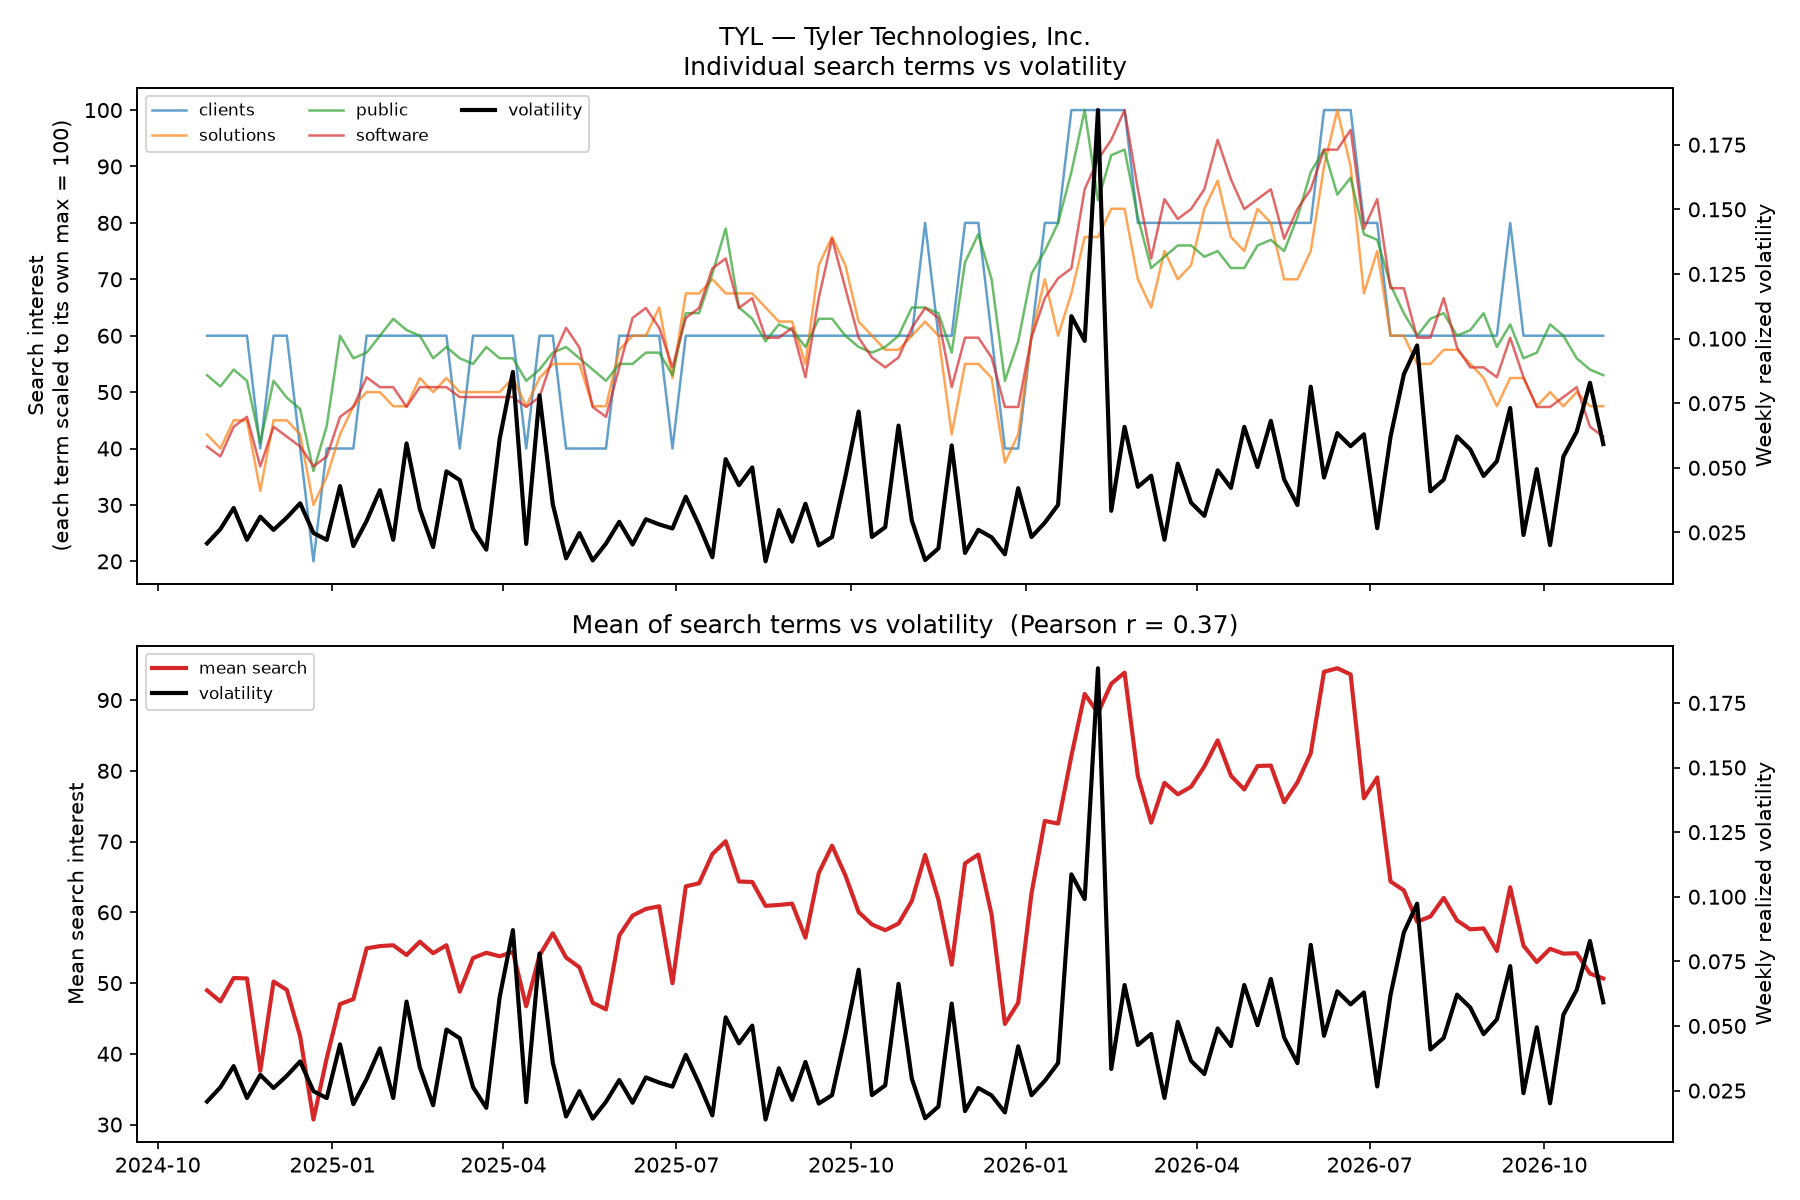 TYL — Tyler Technologies, Inc.
Individual search terms vs volatility
clients
solutions
public
software
volatility
Search interest
(each term scaled to its own max = 100)
100
90
80
70
60
50
40
30
20
0.175
0.150
0.125
0.100
0.075
0.050
0.025
Weekly realized volatility
Mean of search terms vs volatility (Pearson r = 0.37)
mean search
volatility
Mean search interest
90
80
70
60
50
40
30
0.175
0.150
0.125
0.100
0.075
0.050
0.025
Weekly realized volatility
2024-10
2025-01
2025-04
2025-07
2025-10
2026-01
2026-04
2026-07
2026-10